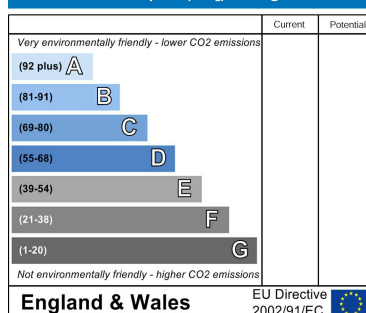 Current Potential
Very environmentally friendly - lower CO2 emissions
(92 plus) A
(81-91) B
(69-80) C
(55-68) D
(39-54) E
(21-38) F
(1-20) G
Not environmentally friendly - higher CO2 emissions
England & Wales
EU Directive
2002/91/EC